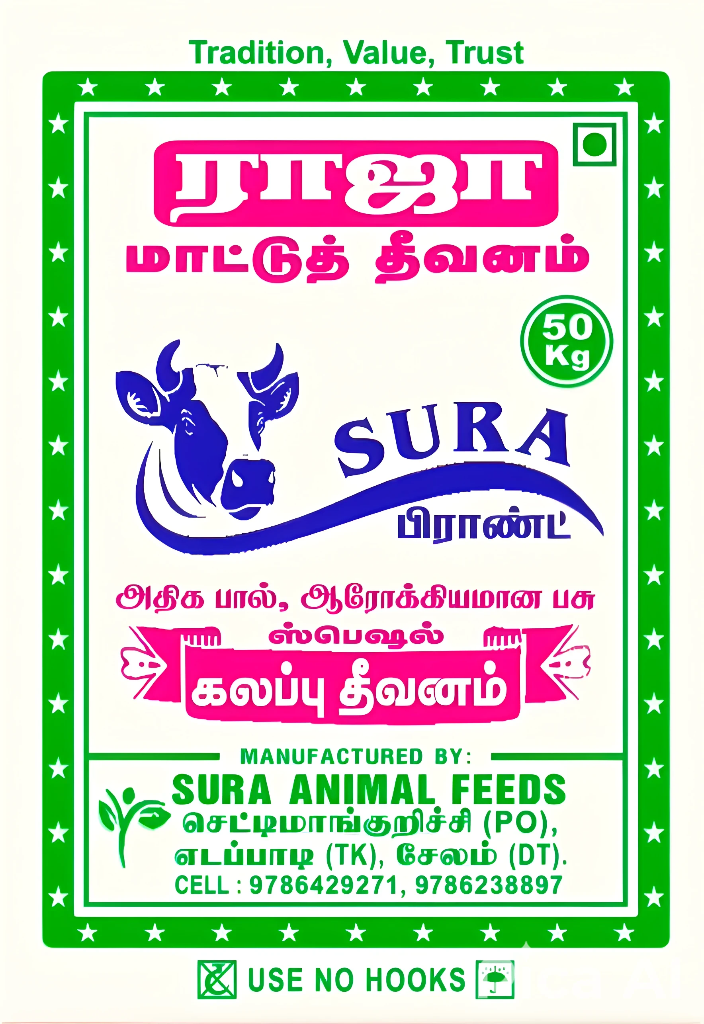 Tradition, Value, Trust
ராஜா
மாட்டுத் தீவனம்
50
Kg
SURA
பிராண்ட்
அதிக பால், ஆரோக்கியமான பசு
ஸ்பெஷல்
கலப்பு தீவனம்
MANUFACTURED BY:
SURA ANIMAL FEEDS
செட்டிமாங்குறிச்சி (PO),
எடப்பாடி (TK), சேலம் (DT).
CELL : 9786429271, 9786238897
USE NO HOOKS